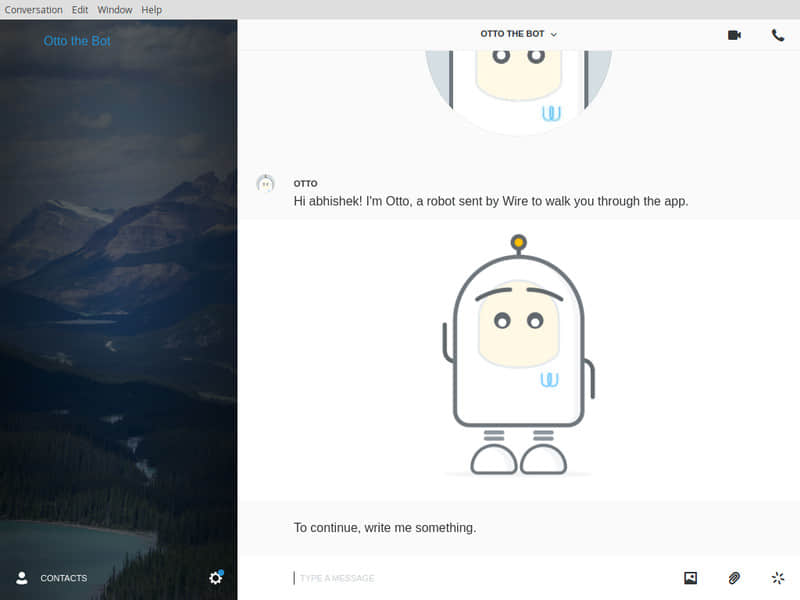 Conversation Edit Window Help
Otto the Bot
OTTO THE BOT
OTTO
Hi abhishek! I'm Otto, a robot sent by Wire to walk you through the app.
To continue, write me something.
CONTACTS
TYPE A MESSAGE